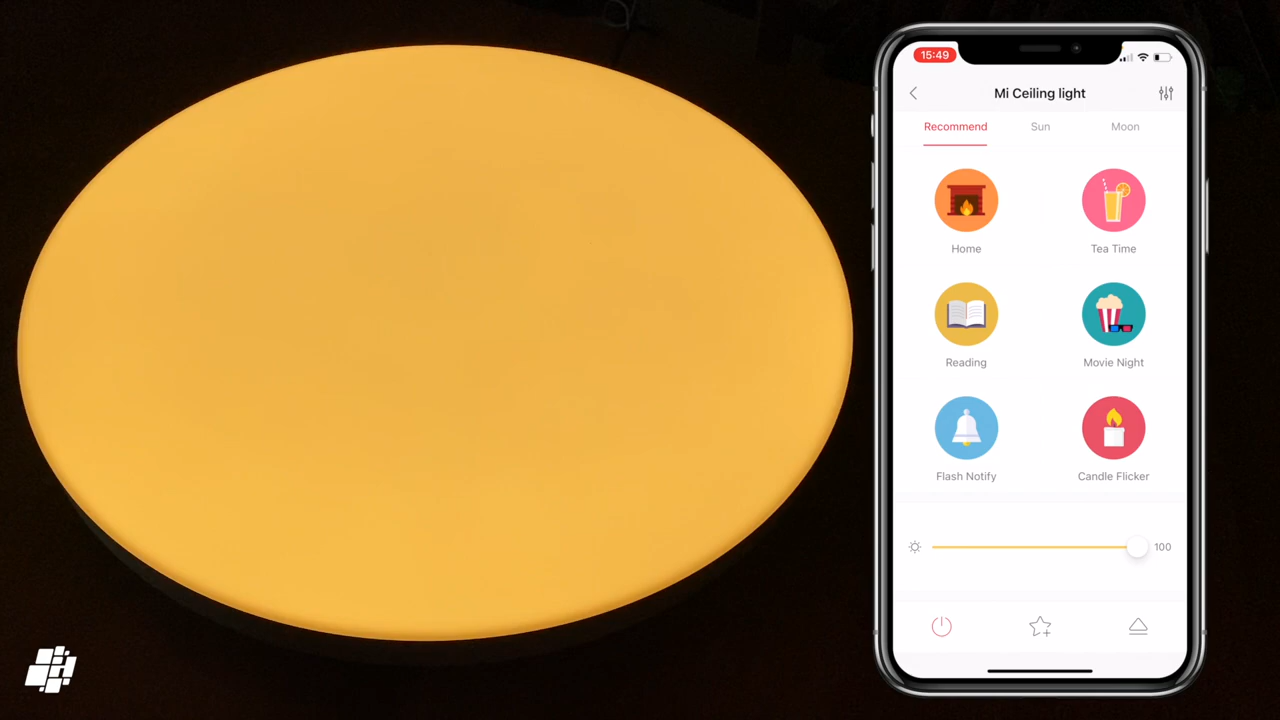 15:49
Mi Ceiling light
Recommend
Sun
Moon
Home
Tea Time
Reading
Movie Night
Flash Notify
Candle Flicker
100